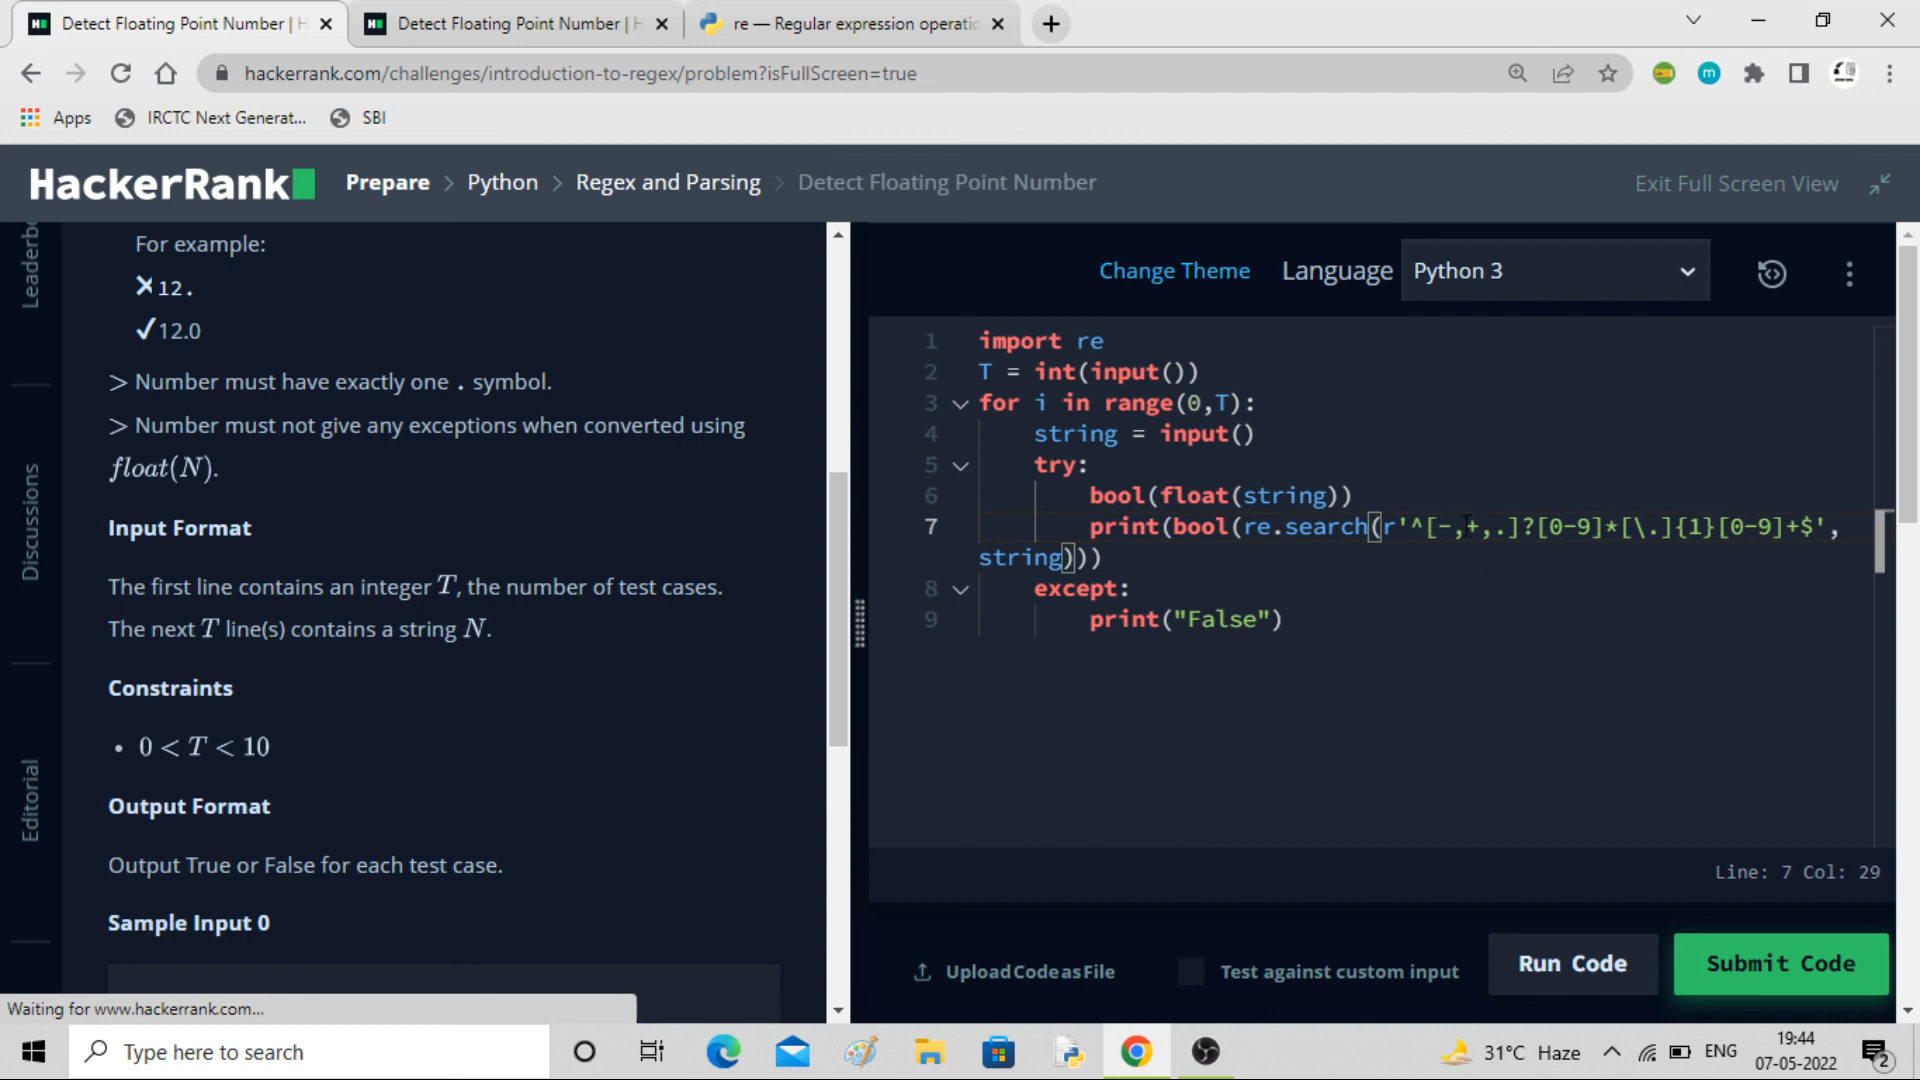 Detect Floating Point Number | H
Detect Floating Point Number | H
re — Regular expression operatic
hackerrank.com/challenges/introduction-to-regex/problem?isFullScreen=true
Apps
IRCTC Next Generat...
SBI
HackerRank
Prepare > Python > Regex and Parsing > Detect Floating Point Number
Exit Full Screen View
Leaderb
Discussions
Editorial
For example:
✕12.
✓12.0
> Number must have exactly one . symbol.
> Number must not give any exceptions when converted using
float(N).
Input Format
The first line contains an integer T, the number of test cases.
The next T line(s) contains a string N.
Constraints
• 0 < T < 10
Output Format
Output True or False for each test case.
Sample Input 0
Waiting for www.hackerrank.com...
Change Theme
Language
Python 3
1 import re
2 T = int(input())
3 for i in range(0,T):
4 string = input()
5 try:
6 bool(float(string))
7 print(bool(re.search(r'^[-,+,.]?[0-9]*[\.]{1}[0-9]+$',
string)))
8 except:
9 print("False")
Line: 7 Col: 29
Upload Code as File
Test against custom input
Run Code
Submit Code
Type here to search
31°C Haze
ENG
19:44
07-05-2022
2